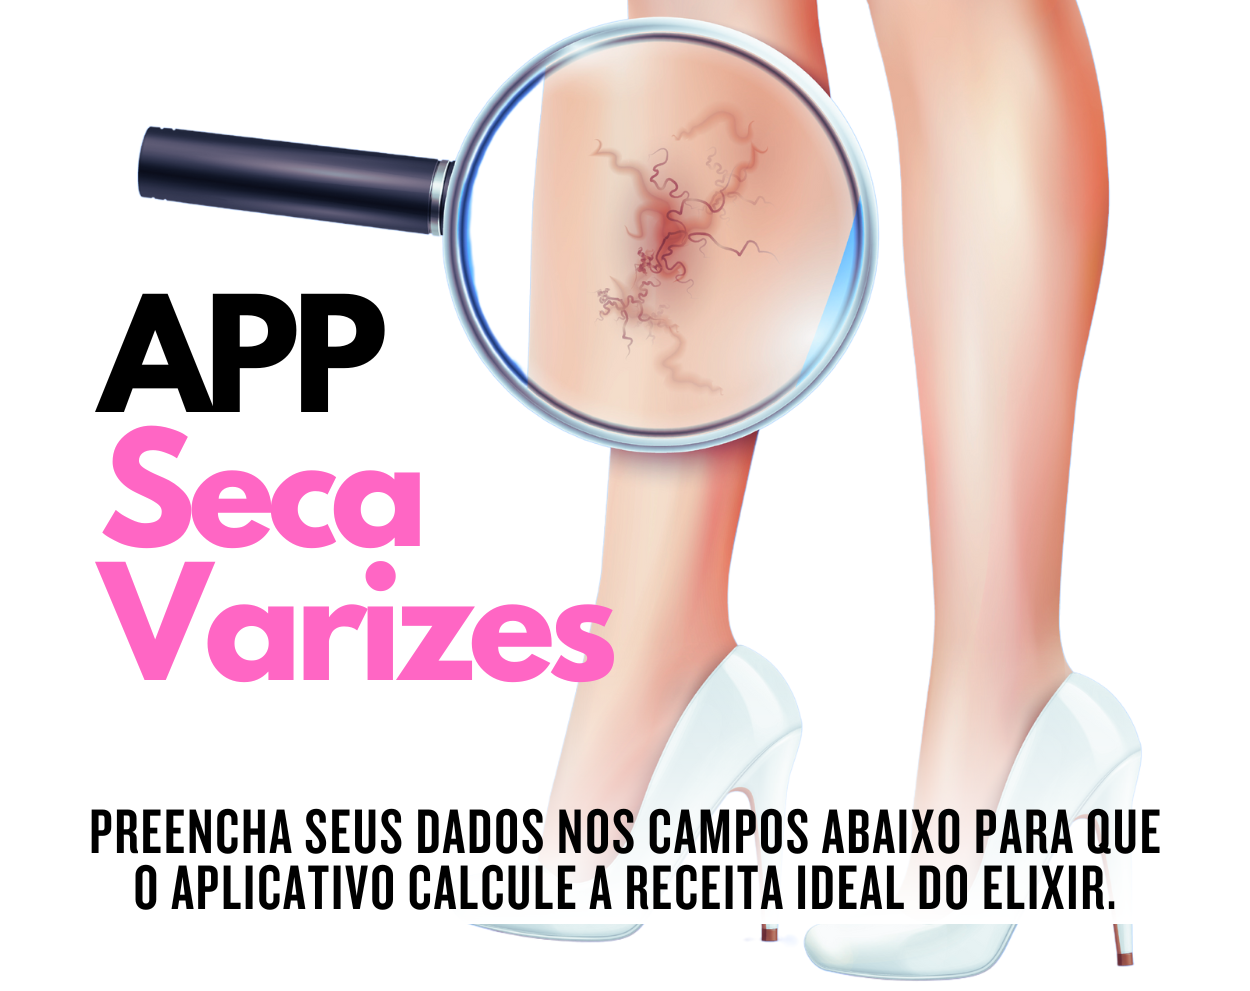 APP
Seca
Varizes
PREENCHA SEUS DADOS NOS CAMPOS ABAIXO PARA QUE
O APLICATIVO CALCULE A RECEITA IDEAL DO ELIXIR.